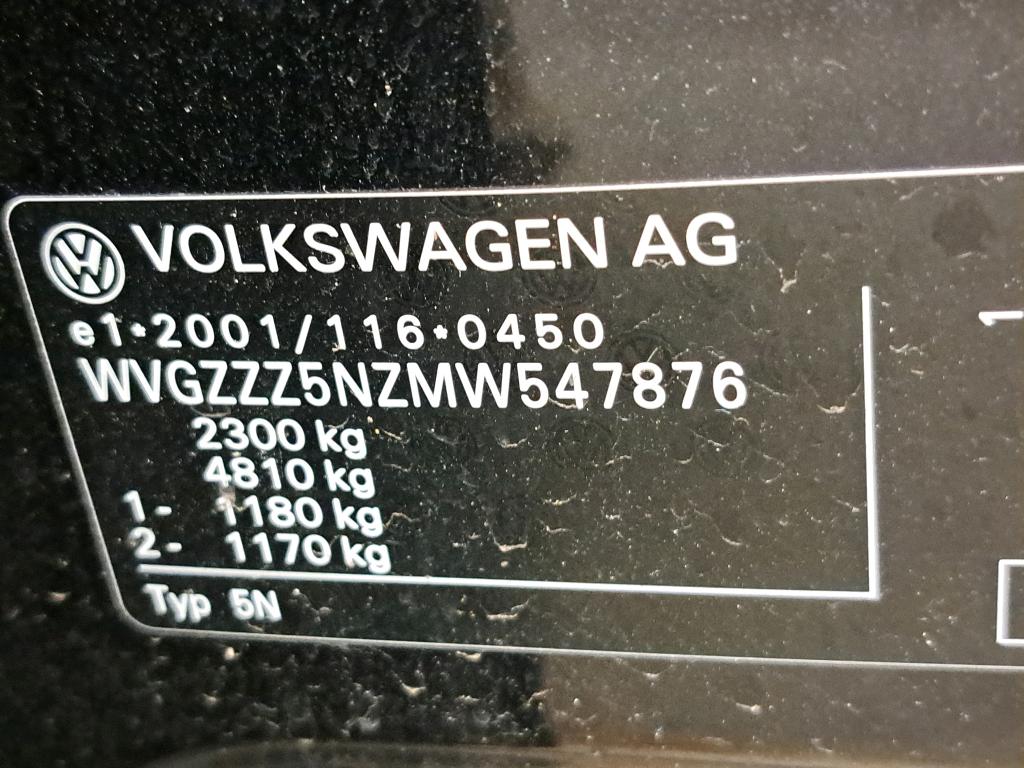 VOLKSWAGEN AG
e1*2001/116*0450
WVGZZZ5NZMW547876
2300 kg
4810 kg
1- 1180 kg
2- 1170 kg
Typ 5N
1